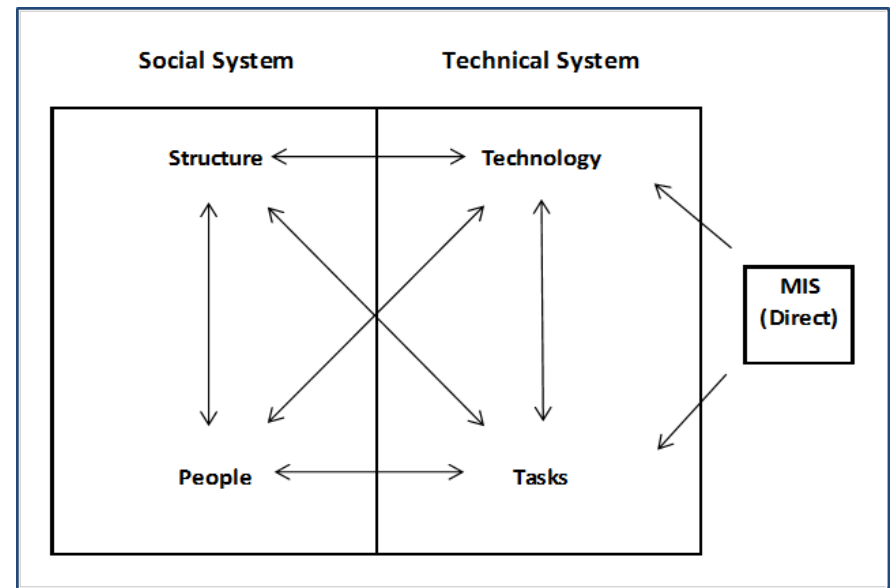 Social System
Technical System
Structure
Technology
MIS
(Direct)
People
Tasks